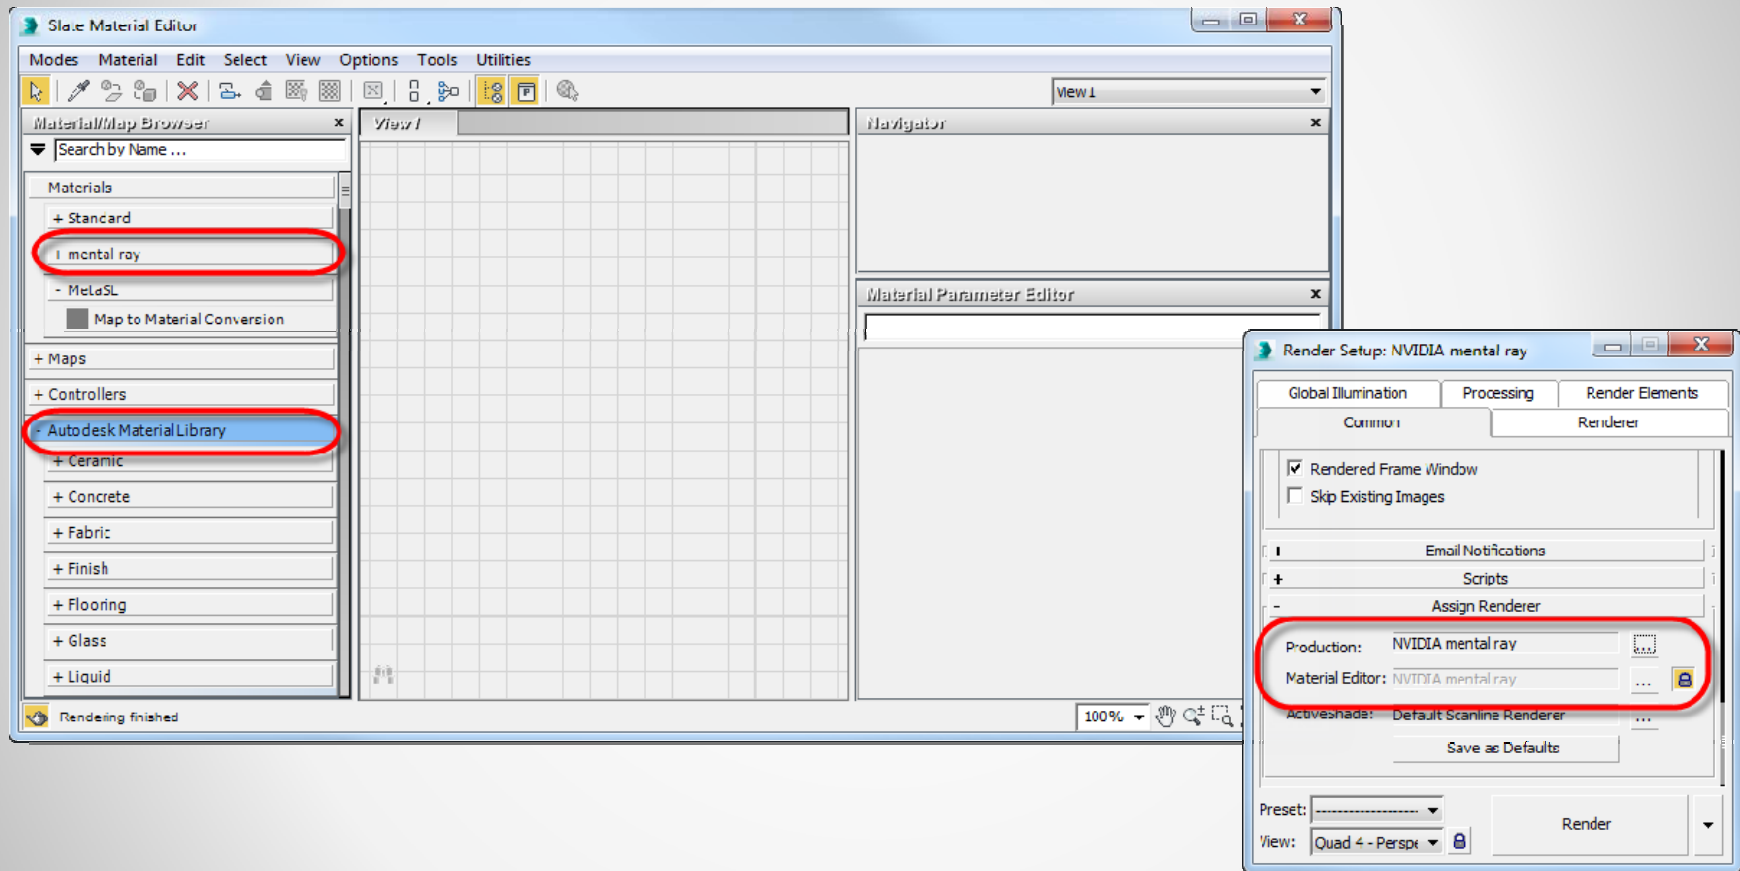 Slate Material Editor
Modes Material Edit Select View Options Tools Utilities
View 1
Material/Map Browser
Search by Name ...
Materials
+ Standard
mental ray
- MetaSL
Map to Material Conversion
+ Maps
+ Controllers
- Autodesk Material Library
+ Ceramic
+ Concrete
+ Fabric
+ Finish
+ Flooring
+ Glass
+ Liquid
Rendering finished
View1
Navigator
Material Parameter Editor
100%
Render Setup: NVIDIA mental ray
Global Illumination Processing Render Elements
Common Renderer
Rendered Frame Window
Skip Existing Images
Email Notifications
+ Scripts
- Assign Renderer
Production: NVIDIA mental ray ...
Material Editor: NVIDIA mental ray ...
ActiveShade: Default Scanline Renderer ...
Save as Defaults
Preset: --------------------
View: Quad 4 - Perspe
Render